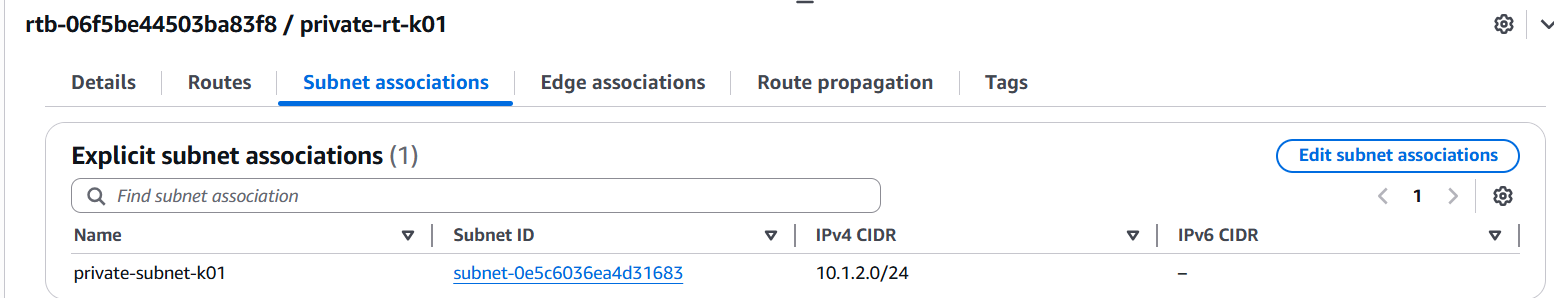 rtb-06f5be44503ba83f8 / private-rt-k01
Details Routes Subnet associations Edge associations Route propagation Tags
Explicit subnet associations (1)
Edit subnet associations
Find subnet association
1
Name Subnet ID IPv4 CIDR IPv6 CIDR
private-subnet-k01 subnet-0e5c6036ea4d31683 10.1.2.0/24 –